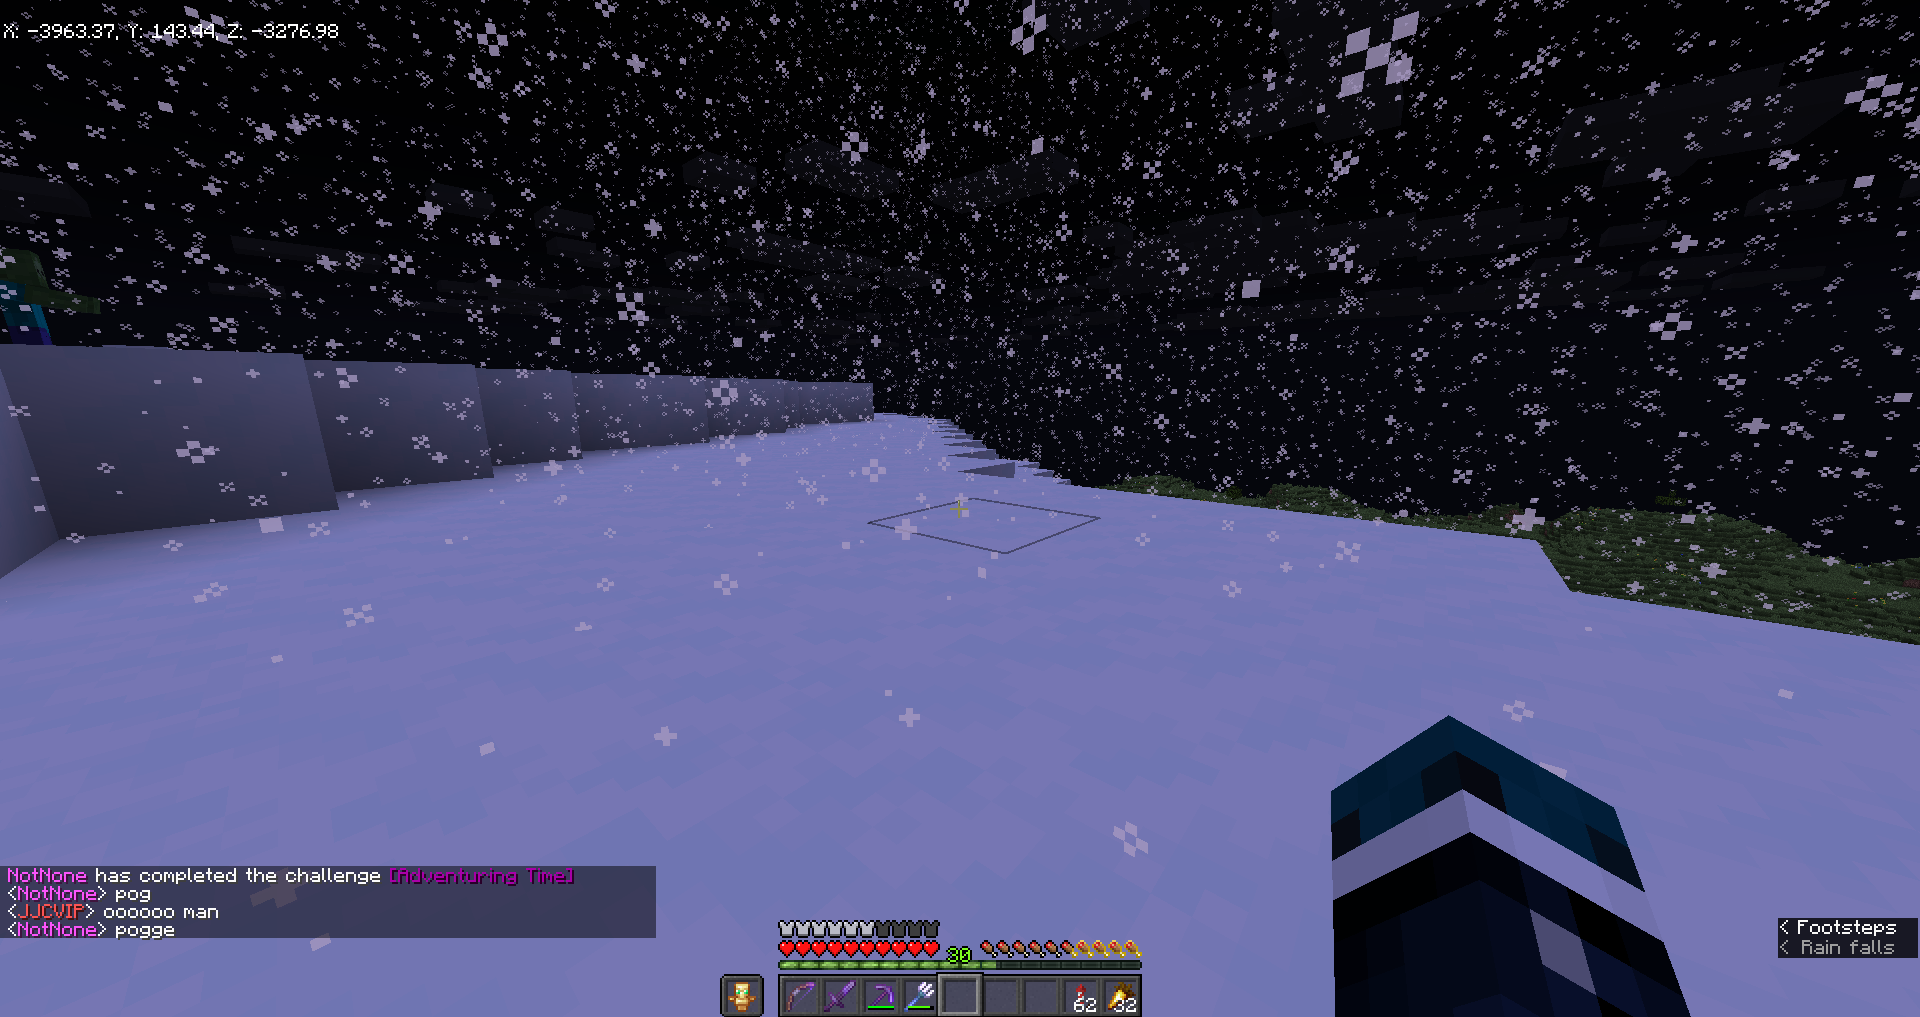 X: -3963.37, Y: 143.44, Z: -3276.98
NotNone has completed the challenge [Adventuring Time]
<NotNone> pog
<JJCVIP> oooooo man
<NotNone> pogge
< Footsteps
< Rain falls
30
62
32